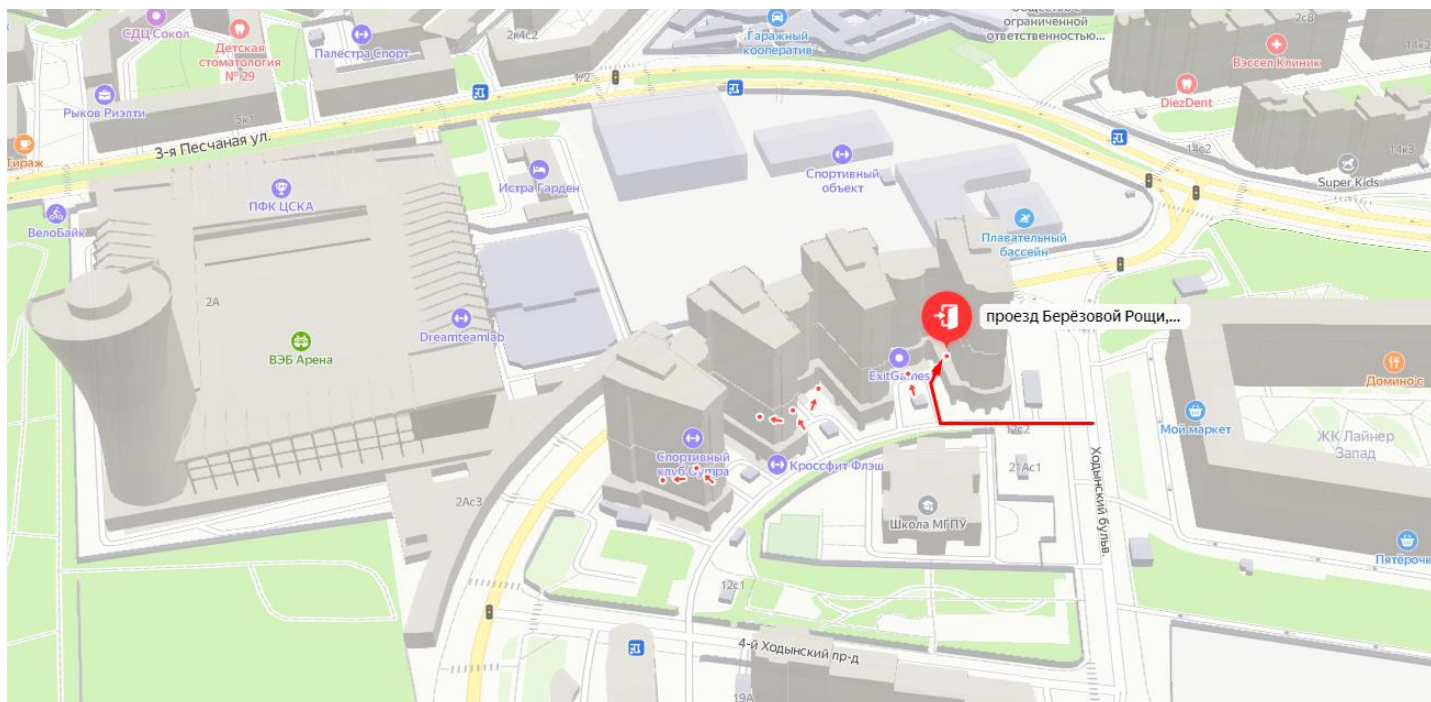 СДЦ Сокол
Детская
стоматология
№ 29
Палестра Спорт
2к4с2
Гаражный
кооператив
ограниченной
ответственностью...
2с8
14к2
Вэссел Клиник
DiezDent
Рыков Риэлти
5к1
1/2
3-я Песчаная ул.
Тираж
14с2
14к3
Super Kids
ПФК ЦСКА
Истра Гарден
Спортивный
объект
ВелоБайк
Плавательный
бассейн
2А
проезд Берёзовой Рощи,...
Dreamteamlab
ВЭБ Арена
ExitGames
Домино'с
Мой маркет
12с2
ЖК Лайнер
Запад
Спортивный
клуб
Кроссфит Флэш
21Ас1
Ходынский бульв.
2Ас3
Школа МГПУ
Пятёрочк
12с1
4-й Ходынский пр-д
19А